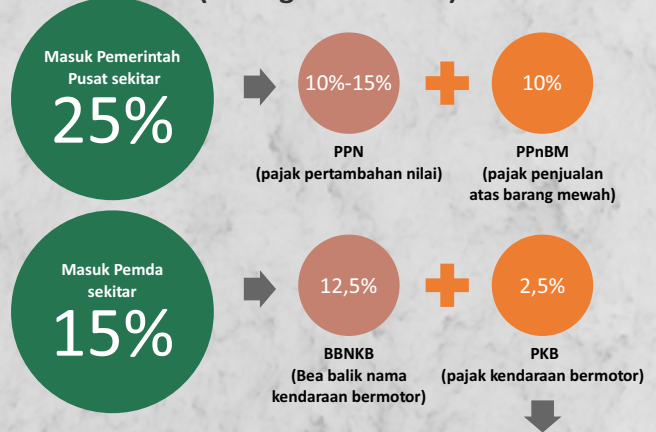 Masuk Pemerintah
Pusat sekitar
25%
10%-15%
10%
PPN
(pajak pertambahan nilai)
PPnBM
(pajak penjualan
atas barang mewah)
Masuk Pemda
sekitar
15%
12,5%
2,5%
BBNKB
(Bea balik nama
kendaraan bermotor)
PKB
(pajak kendaraan bermotor)